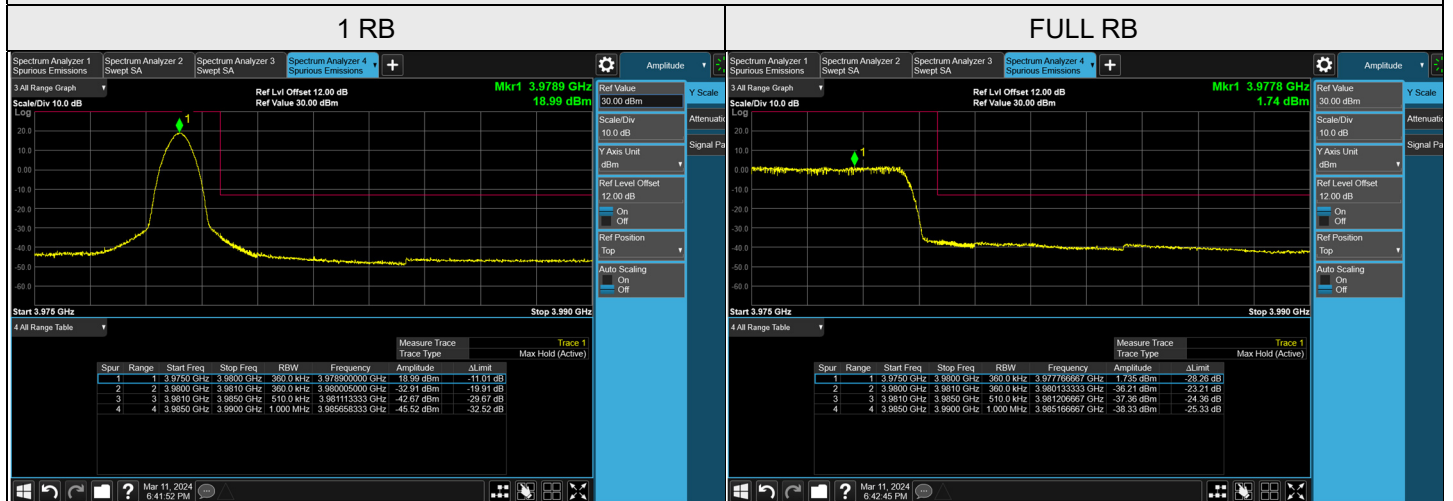 1 RB
FULL RB
Spectrum Analyzer 1
Spurious Emissions
Spectrum Analyzer 2
Swept SA
Spectrum Analyzer 3
Swept SA
Spectrum Analyzer 4
Spurious Emissions
Amplitude
3 All Range Graph
Scale/Div 10.0 dB
Log
Ref Lvl Offset 12.00 dB
Ref Value 30.00 dBm
Mkr1 3.9789 GHz
18.99 dBm
1
20.0
10.0
0.00
-10.0
-20.0
-30.0
-40.0
-50.0
-60.0
Start 3.975 GHz
Stop 3.990 GHz
Ref Value
30.00 dBm
Scale/Div
10.0 dB
Y Axis Unit
dBm
Ref Level Offset
12.00 dB
On
Off
Ref Position
Top
Auto Scaling
On
Off
Y Scale
Attenuatio
Signal Pa
4 All Range Table
Measure Trace Trace 1
Trace Type Max Hold (Active)
Spur Range Start Freq Stop Freq RBW Frequency Amplitude ΔLimit
1 1 3.9750 GHz 3.9800 GHz 360.0 kHz 3.978900000 GHz 18.99 dBm -11.01 dB
2 2 3.9800 GHz 3.9810 GHz 360.0 kHz 3.980005000 GHz -32.91 dBm -19.91 dB
3 3 3.9810 GHz 3.9850 GHz 510.0 kHz 3.981113333 GHz -42.67 dBm -29.67 dB
4 4 3.9850 GHz 3.9900 GHz 1.000 MHz 3.985658333 GHz -45.52 dBm -32.52 dB
?
Mar 11, 2024
6:41:52 PM
Spectrum Analyzer 1
Spurious Emissions
Spectrum Analyzer 2
Swept SA
Spectrum Analyzer 3
Swept SA
Spectrum Analyzer 4
Spurious Emissions
Amplitude
3 All Range Graph
Scale/Div 10.0 dB
Log
Ref Lvl Offset 12.00 dB
Ref Value 30.00 dBm
Mkr1 3.9778 GHz
1.74 dBm
1
20.0
10.0
0.00
-10.0
-20.0
-30.0
-40.0
-50.0
-60.0
Start 3.975 GHz
Stop 3.990 GHz
Ref Value
30.00 dBm
Scale/Div
10.0 dB
Y Axis Unit
dBm
Ref Level Offset
12.00 dB
On
Off
Ref Position
Top
Auto Scaling
On
Off
Y Scale
Attenuatio
Signal Pa
4 All Range Table
Measure Trace Trace 1
Trace Type Max Hold (Active)
Spur Range Start Freq Stop Freq RBW Frequency Amplitude ΔLimit
1 1 3.9750 GHz 3.9800 GHz 360.0 kHz 3.977766667 GHz 1.735 dBm -28.26 dB
2 2 3.9800 GHz 3.9810 GHz 360.0 kHz 3.980133333 GHz -36.21 dBm -23.21 dB
3 3 3.9810 GHz 3.9850 GHz 510.0 kHz 3.981206667 GHz -37.36 dBm -24.36 dB
4 4 3.9850 GHz 3.9900 GHz 1.000 MHz 3.985166667 GHz -38.33 dBm -25.33 dB
?
Mar 11, 2024
6:42:45 PM